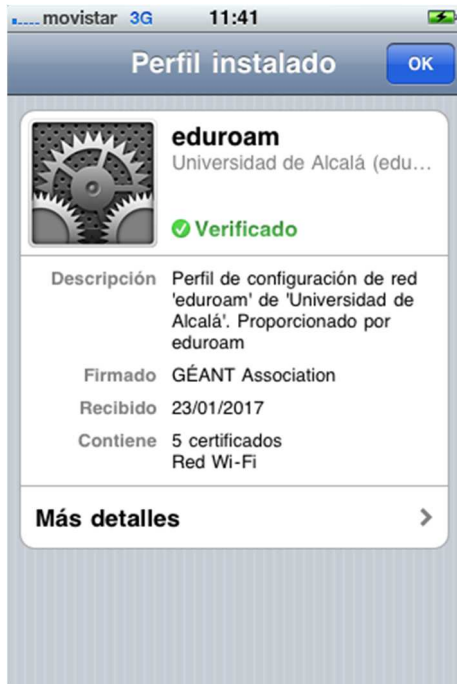 movistar 3G 11:41
Perfil instalado OK
eduroam
Universidad de Alcalá (edu...
Verificado
Descripción Perfil de configuración de red
'eduroam' de 'Universidad de
Alcalá'. Proporcionado por
eduroam
Firmado GÉANT Association
Recibido 23/01/2017
Contiene 5 certificados
Red Wi-Fi
Más detalles